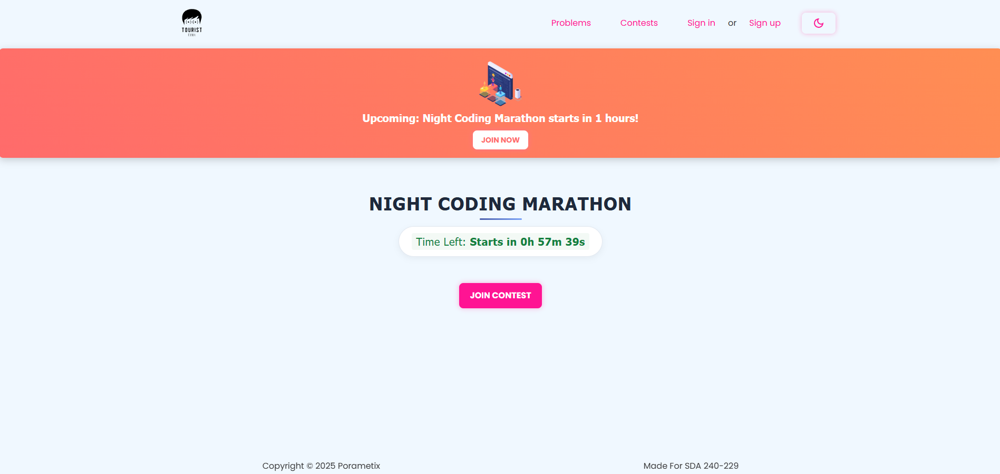 TOURIST
CODE
Problems
Contests
Sign in or Sign up
Upcoming: Night Coding Marathon starts in 1 hours!
JOIN NOW
NIGHT CODING MARATHON
Time Left: Starts in 0h 57m 39s
JOIN CONTEST
Copyright © 2025 Porametix
Made For SDA 240-229